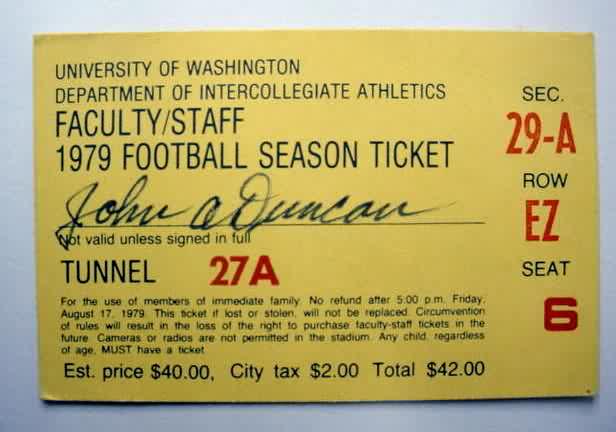 UNIVERSITY OF WASHINGTON
DEPARTMENT OF INTERCOLLEGIATE ATHLETICS
FACULTY/STAFF
1979 FOOTBALL SEASON TICKET
John A Duncan
Not valid unless signed in full
TUNNEL 27A
For the use of members of immediate family. No refund after 5:00 p.m. Friday,
August 17, 1979. This ticket if lost or stolen, will not be replaced. Circumvention
of rules will result in the loss of the right to purchase faculty-staff tickets in the
future. Cameras or radios are not permitted in the stadium. Any child, regardless
of age, MUST have a ticket.
Est. price $40.00, City tax $2.00 Total $42.00
SEC.
29-A
ROW
EZ
SEAT
6